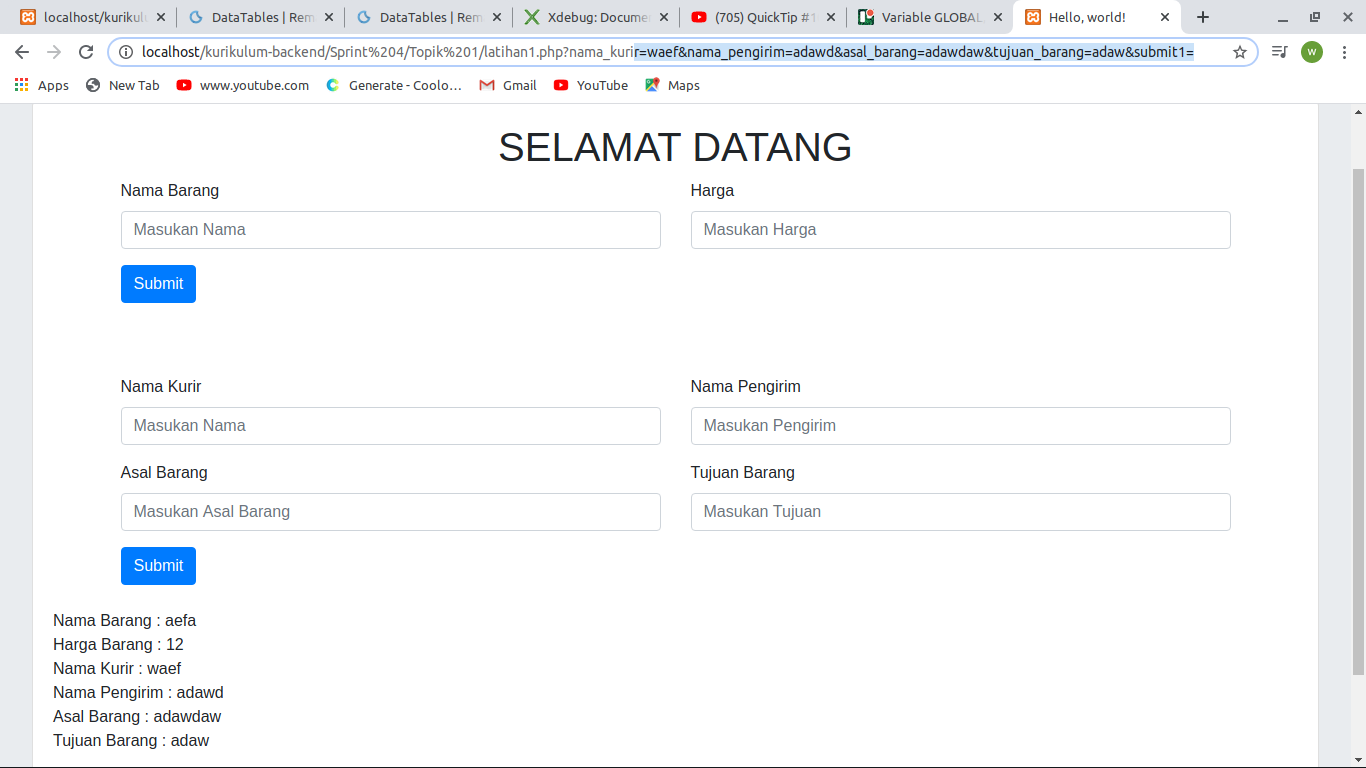 localhost/kurikulu
DataTables | Rem
DataTables | Rem
Xdebug: Docume
(705) QuickTip #1
Variable GLOBAL,
Hello, world!
localhost/kurikulum-backend/Sprint%204/Topik%201/latihan1.php?nama_kurir=waef&nama_pengirim=adawd&asal_barang=adawdaw&tujuan_barang=adaw&submit1=
w
Apps
New Tab
www.youtube.com
Generate - Coolo...
Gmail
YouTube
Maps
SELAMAT DATANG
Nama Barang
Harga
Masukan Nama
Masukan Harga
Submit
Nama Kurir
Nama Pengirim
Masukan Nama
Masukan Pengirim
Asal Barang
Tujuan Barang
Masukan Asal Barang
Masukan Tujuan
Submit
Nama Barang : aefa
Harga Barang : 12
Nama Kurir : waef
Nama Pengirim : adawd
Asal Barang : adawdaw
Tujuan Barang : adaw